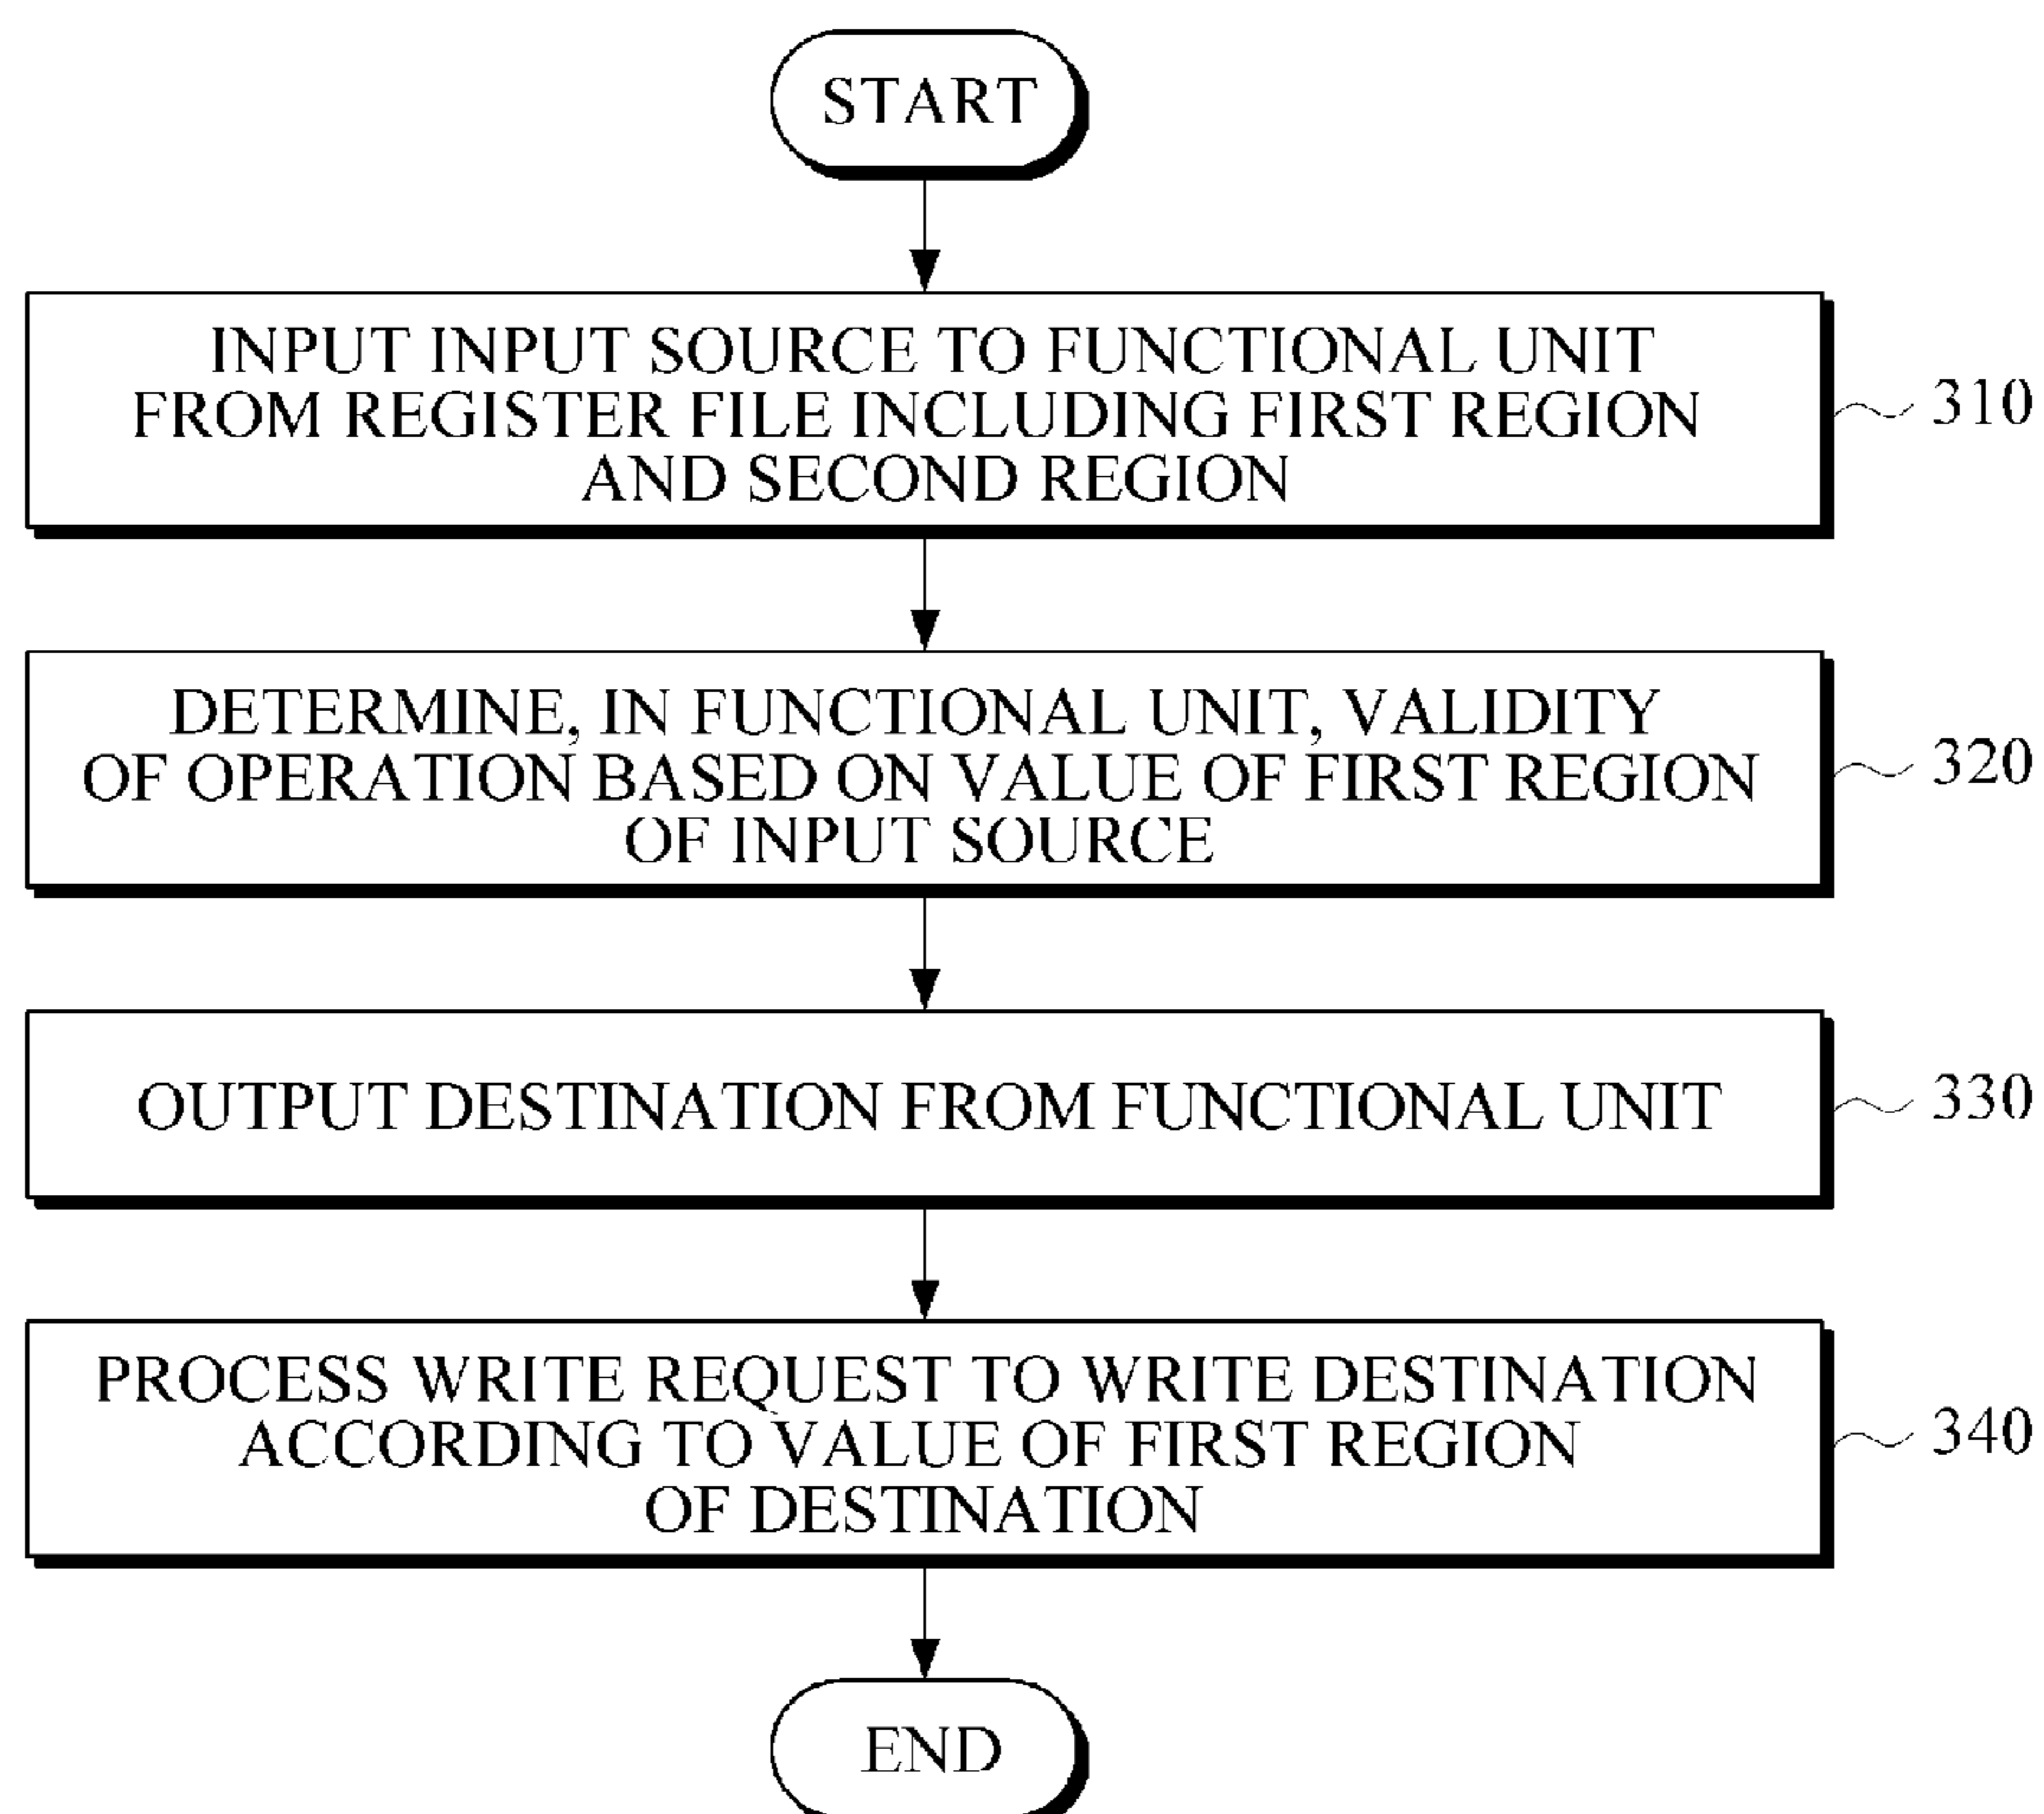 START
INPUT INPUT SOURCE TO FUNCTIONAL UNIT
FROM REGISTER FILE INCLUDING FIRST REGION
AND SECOND REGION
310
DETERMINE, IN FUNCTIONAL UNIT, VALIDITY
OF OPERATION BASED ON VALUE OF FIRST REGION
OF INPUT SOURCE
320
OUTPUT DESTINATION FROM FUNCTIONAL UNIT
330
PROCESS WRITE REQUEST TO WRITE DESTINATION
ACCORDING TO VALUE OF FIRST REGION
OF DESTINATION
340
END